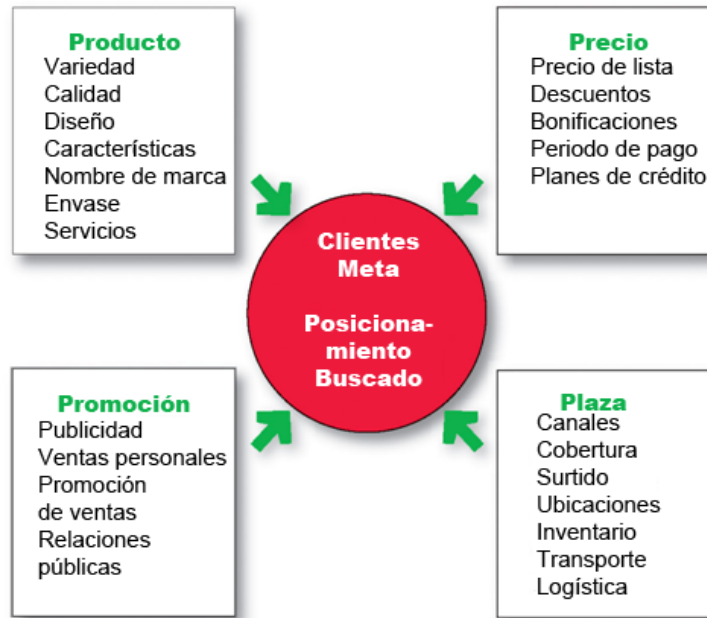 Producto
Variedad
Calidad
Diseño
Características
Nombre de marca
Envase
Servicios
Precio
Precio de lista
Descuentos
Bonificaciones
Periodo de pago
Planes de crédito
Clientes
Meta
Posiciona-
miento
Buscado
Promoción
Publicidad
Ventas personales
Promoción
de ventas
Relaciones
públicas
Plaza
Canales
Cobertura
Surtido
Ubicaciones
Inventario
Transporte
Logística